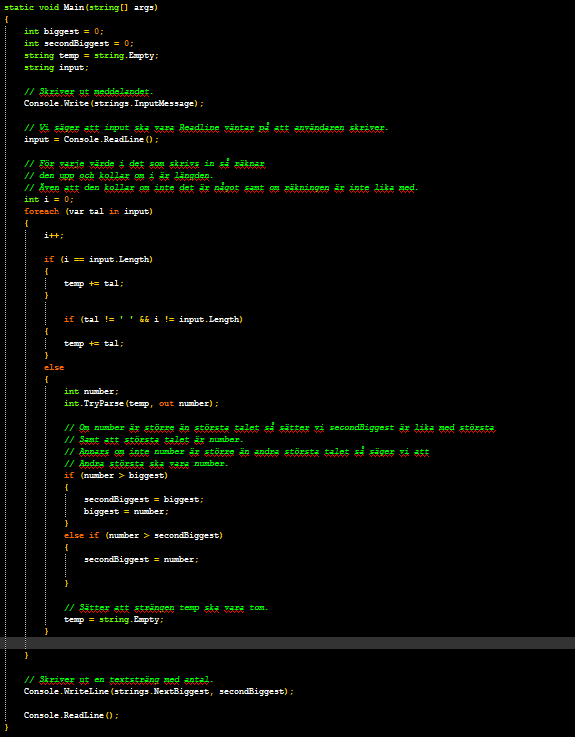 static void Main(string[] args)
{
int biggest = 0;
int secondBiggest = 0;
string temp = string.Empty;
string input;
// Skriver ut meddelandet.
Console.Write(strings.InputMessage);
// Vi säger att input ska vara Readline väntar på att användaren skriver.
input = Console.ReadLine();
// För varje värde i det som skrivs in så räknar
// den upp och kollar om i är längden.
// Även att den kollar om inte det är något samt om räkningen är inte lika med.
int i = 0;
foreach (var tal in input)
{
i++;
if (i == input.Length)
{
temp += tal;
}
if (tal != ' ' && i != input.Length)
{
temp += tal;
}
else
{
int number;
int.TryParse(temp, out number);
// Om number är större än största talet så sätter vi secondBiggest är lika med största
// Samt att största talet är number.
// Annars om inte number är större än andra största talet så säger vi att
// Andra största ska vara number.
if (number > biggest)
{
secondBiggest = biggest;
biggest = number;
}
else if (number > secondBiggest)
{
secondBiggest = number;
}
// Sätter att strängen temp ska vara tom.
temp = string.Empty;
}
}
// Skriver ut en textsträng med antal.
Console.WriteLine(strings.NextBiggest, secondBiggest);
Console.ReadLine();
}